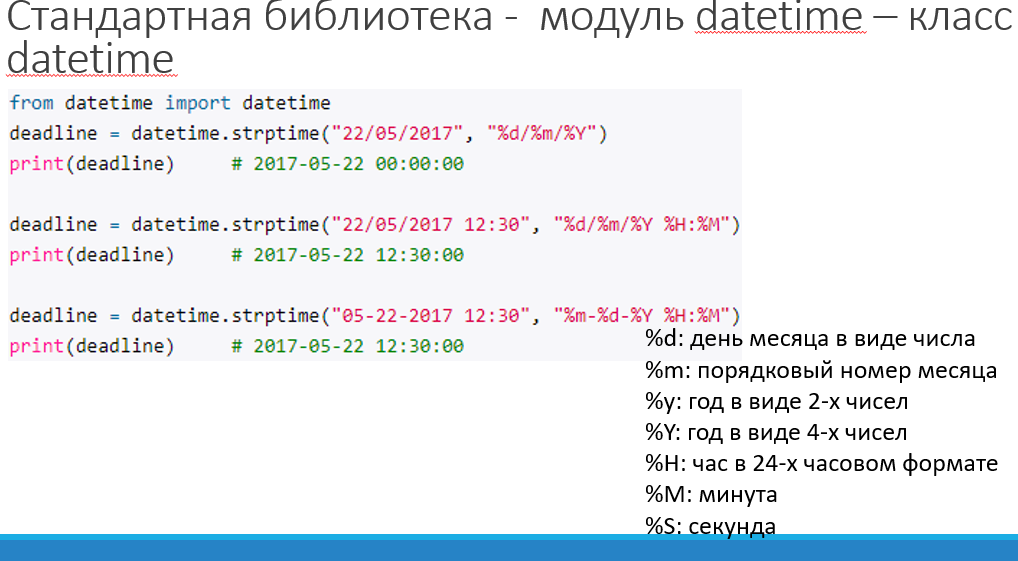 Стандартная библиотека - модуль datetime – класс
datetime
from datetime import datetime
deadline = datetime.strptime("22/05/2017", "%d/%m/%Y")
print(deadline) # 2017-05-22 00:00:00
deadline = datetime.strptime("22/05/2017 12:30", "%d/%m/%Y %H:%M")
print(deadline) # 2017-05-22 12:30:00
deadline = datetime.strptime("05-22-2017 12:30", "%m-%d-%Y %H:%M")
print(deadline) # 2017-05-22 12:30:00
%d: день месяца в виде числа
%m: порядковый номер месяца
%y: год в виде 2-х чисел
%Y: год в виде 4-х чисел
%H: час в 24-х часовом формате
%M: минута
%S: секунда